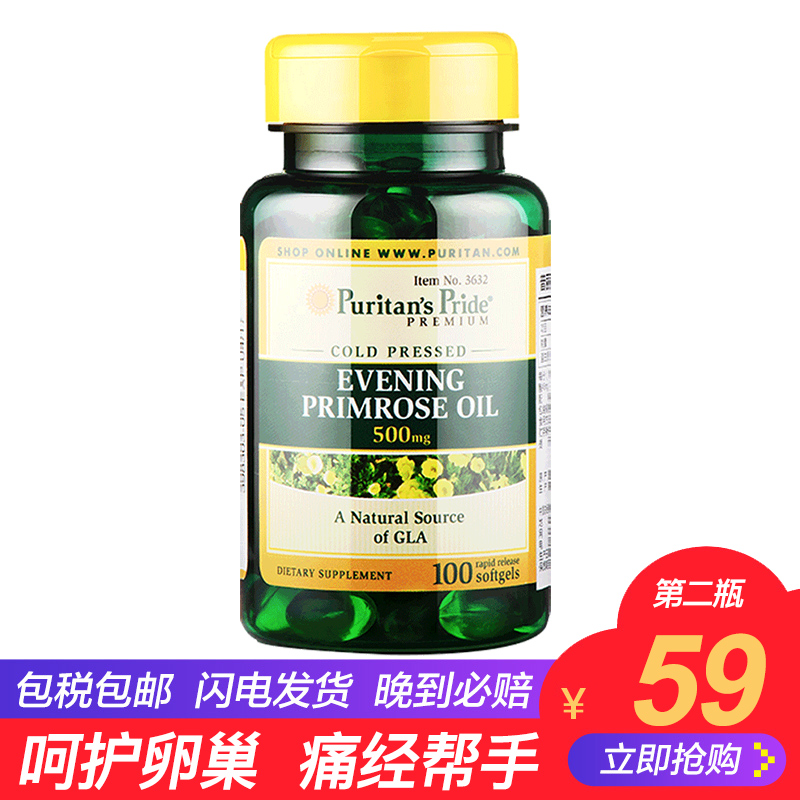 SHOP ONLINE WWW.PURITAN.COM
Item No. 3632
Puritan's Pride®
PREMIUM
COLD PRESSED
EVENING
PRIMROSE OIL
500mg
A Natural Source
of GLA
DIETARY SUPPLEMENT
100 rapid release softgels
第二瓶
¥ 59
立即抢购
包税包邮 闪电发货 晚到必赔
呵护卵巢 痛经帮手